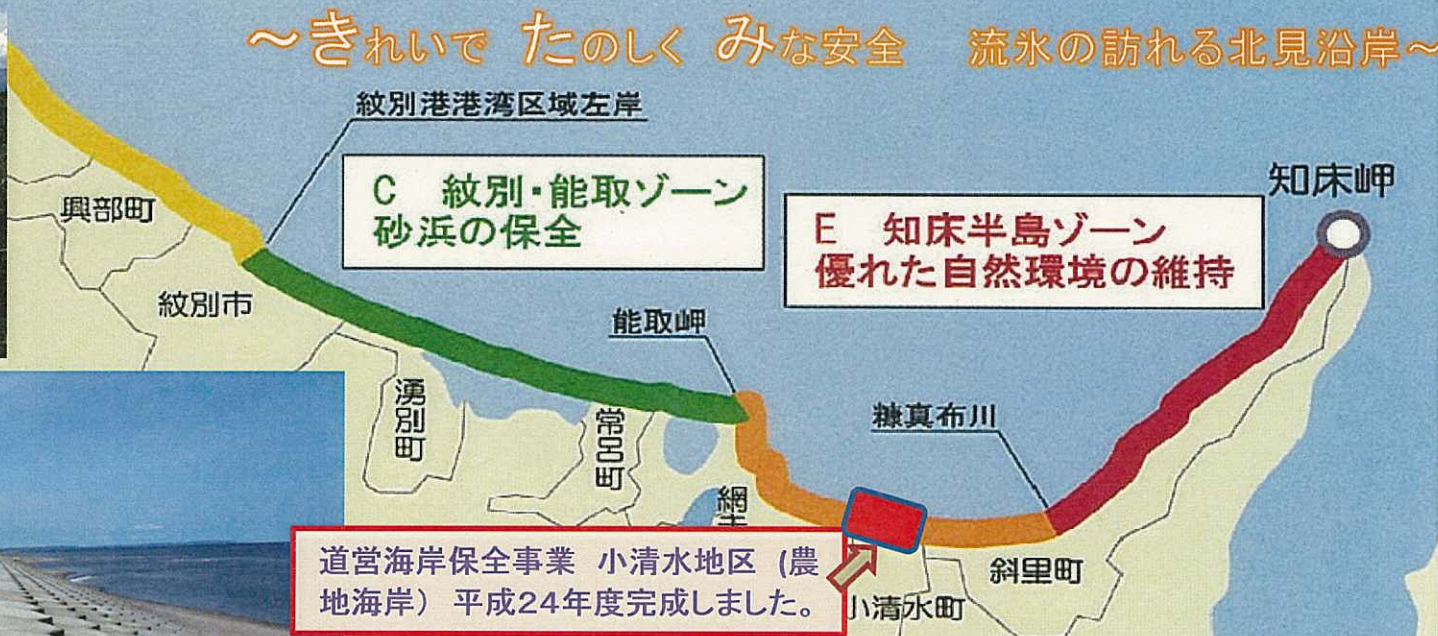 ～きれいで たのしく みな安全　流氷の訪れる北見沿岸～
紋別港港湾区域左岸
C　紋別・能取ゾーン
砂浜の保全
知床岬
E　知床半島ゾーン
優れた自然環境の維持
興部町
紋別市
能取岬
湧別町
常呂町
糠真布川
網走
道営海岸保全事業 小清水地区（農
地海岸）平成24年度完成しました。
斜里町
小清水町